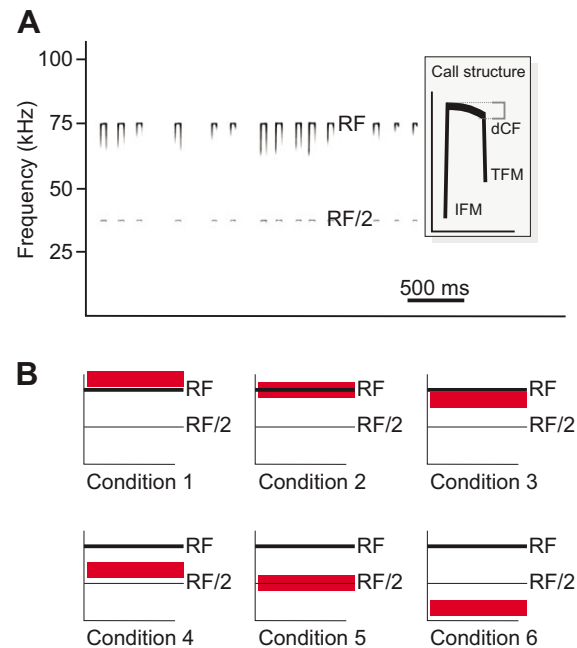 A
Frequency (kHz)
100
75
50
25
RF
RF/2
500 ms
Call structure
dCF
TFM
IFM
B
RF
RF/2
Condition 1
RF
RF/2
Condition 2
RF
RF/2
Condition 3
RF
RF/2
Condition 4
RF
RF/2
Condition 5
RF
RF/2
Condition 6